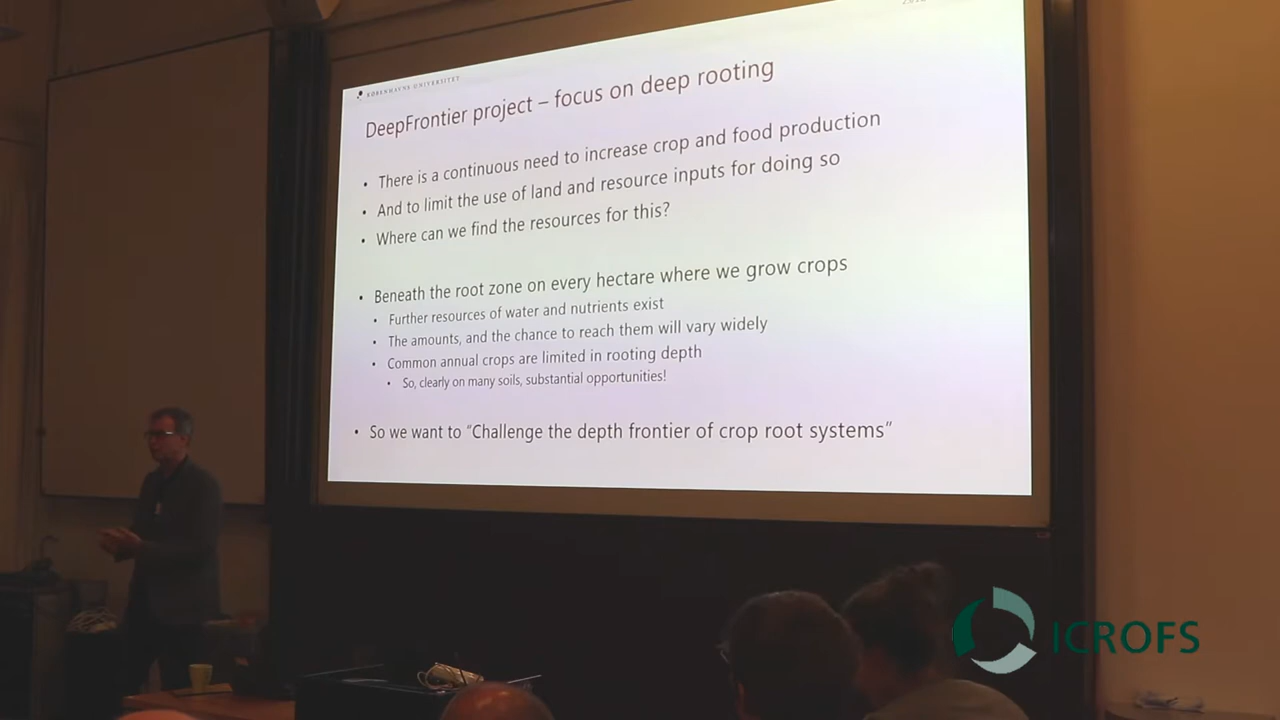 KØBENHAVNS UNIVERSITET
DeepFrontier project – focus on deep rooting
• There is a continuous need to increase crop and food production
• And to limit the use of land and resource inputs for doing so
• Where can we find the resources for this?
• Beneath the root zone on every hectare where we grow crops
• Further resources of water and nutrients exist
• The amounts, and the chance to reach them will vary widely
• Common annual crops are limited in rooting depth
• So, clearly on many soils, substantial opportunities!
• So we want to “Challenge the depth frontier of crop root systems”
ICROFS